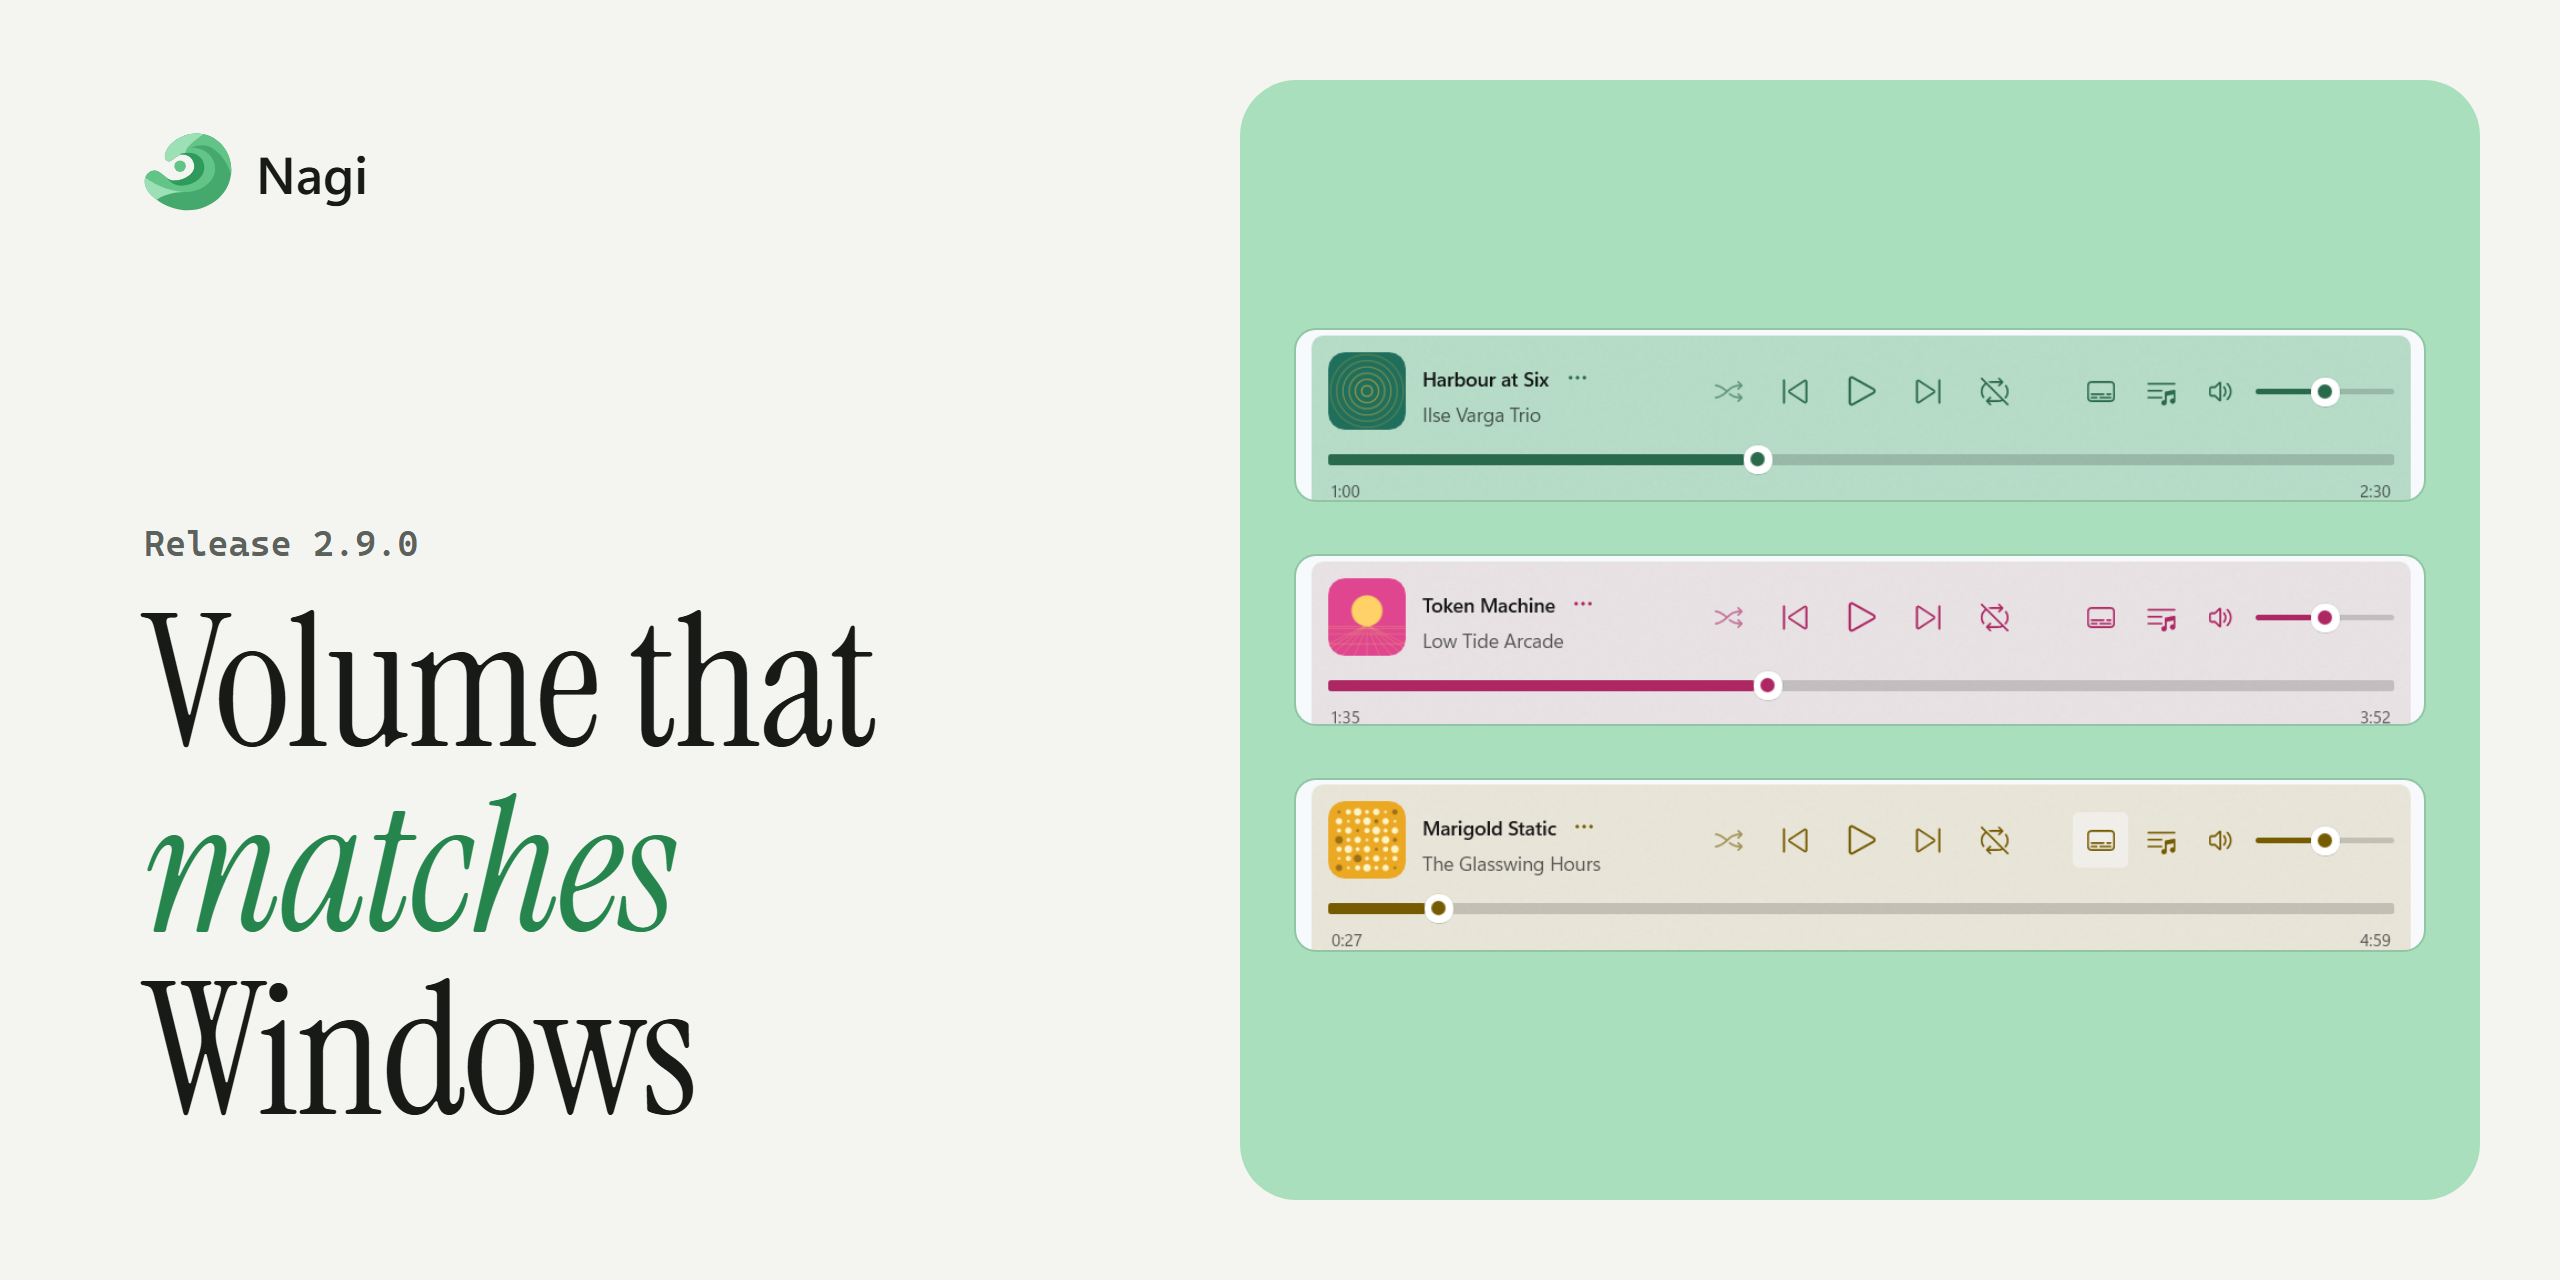 Nagi
Release 2.9.0
Volume that
matches
Windows
Harbour at Six
Ilse Varga Trio
1:00
2:30
Token Machine
Low Tide Arcade
1:35
3:52
Marigold Static
The Glasswing Hours
0:27
4:59